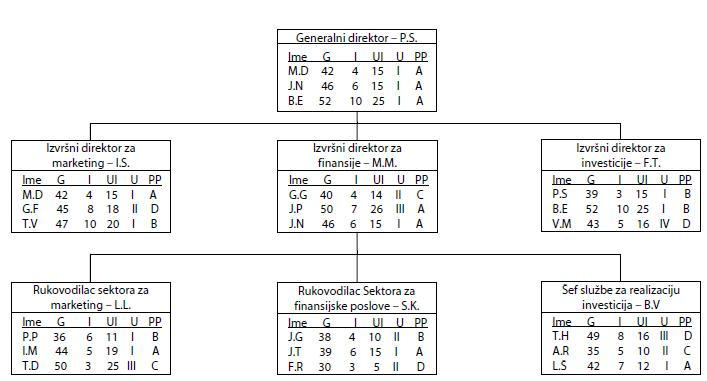 Generalni direktor – P.S.
Ime G I UI U PP
M.D 42 4 15 I A
J.N 46 6 15 I A
B.E 52 10 25 I A
Izvršni direktor za
marketing – I.S.
Ime G I UI U PP
M.D 42 4 15 I A
G.F 45 8 18 II D
T.V 47 10 20 I B
Izvršni direktor za
finansije – M.M.
Ime G I UI U PP
G.G 40 4 14 II C
J.P 50 7 26 III A
J.N 46 6 15 I A
Izvršni direktor za
investicije – F.T.
Ime G I UI U PP
P.S 39 3 15 I B
B.E 52 10 25 I B
V.M 43 5 16 IV D
Rukovodilac sektora za
marketing – L.L.
Ime G I UI U PP
P.P 36 6 11 I B
I.M 44 5 19 I A
T.D 50 3 25 III C
Rukovodilac Sektora za
finansijske poslove – S.K.
Ime G I UI U PP
J.G 38 4 10 II B
J.T 39 6 15 I A
F.R 30 3 5 II D
Šef službe za realizaciju
investicija – B.V
Ime G I UI U PP
T.H 49 8 16 III D
A.R 35 5 10 II C
L.Š 42 7 12 I A